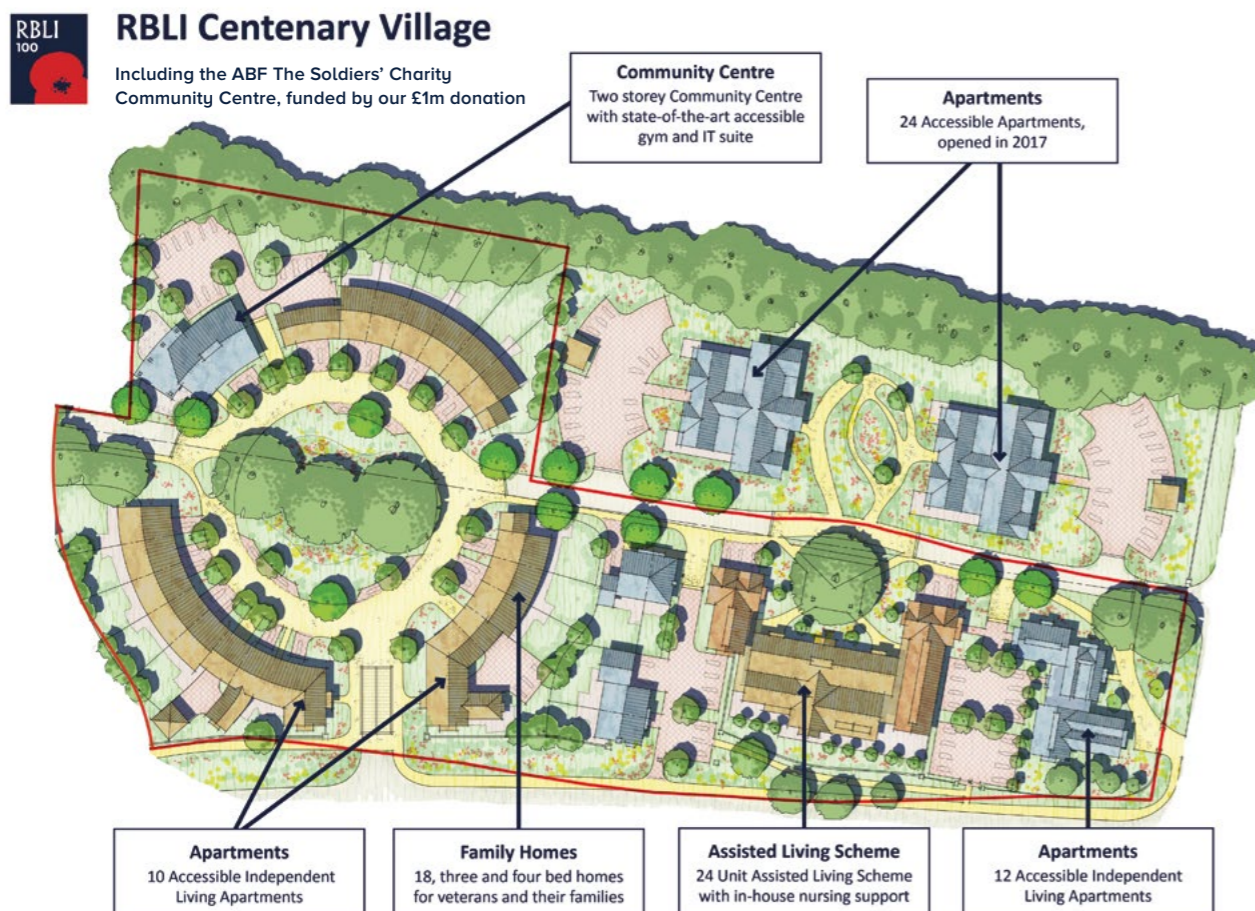 RBLI
100
RBLI Centenary Village
Including the ABF The Soldiers’ Charity
Community Centre, funded by our £1m donation
Community Centre
Two storey Community Centre
with state-of-the-art accessible
gym and IT suite
Apartments
24 Accessible Apartments,
opened in 2017
Apartments
10 Accessible Independent
Living Apartments
Family Homes
18, three and four bed homes
for veterans and their families
Assisted Living Scheme
24 Unit Assisted Living Scheme
with in-house nursing support
Apartments
12 Accessible Independent
Living Apartments